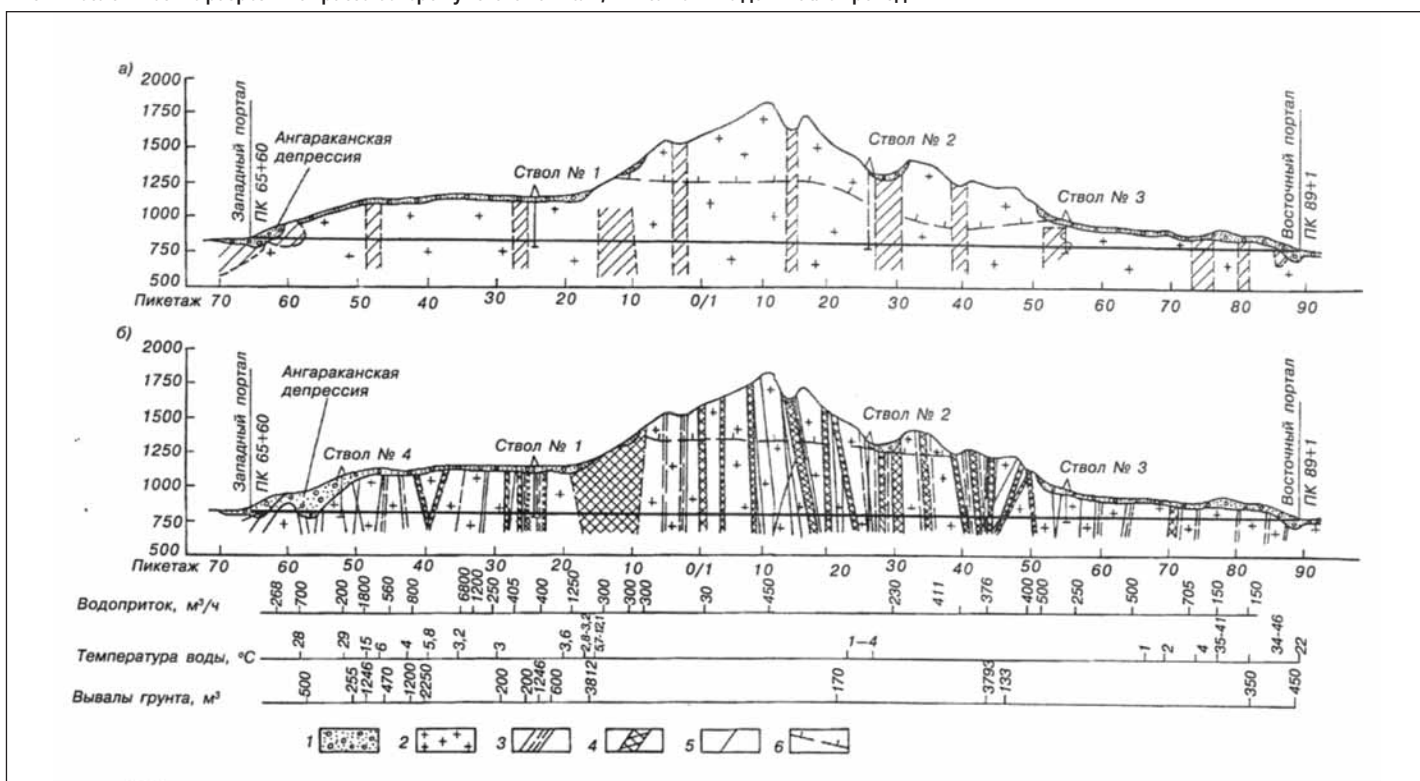 а)
2000
1750
1500
1250
1000
750
500
Западный портал
ПК 65+60
Ангараканская
депрессия
Ствол № 1
Ствол № 2
Ствол № 3
Восточный портал
ПК 89+1
Пикетаж 70 60 50 40 30 20 10 0/1 10 20 30 40 50 60 70 80 90
б)
2000
1750
1500
1250
1000
750
500
Западный портал
ПК 65+60
Ангараканская
депрессия
Ствол № 4
Ствол № 1
Ствол № 2
Ствол № 3
Восточный портал
ПК 89+1
Пикетаж 70 60 50 40 30 20 10 0/1 10 20 30 40 50 60 70 80 90
Водоприток, м³/ч 268 700 200 1800 560 800 6800 1200 250 405 400 1250 300 300 300 30 450 230 411 376 400 500 250 500 705 150 150
Температура воды, °С 28 29 15 6 4 5,8 3,2 3 3,6 2,8-3,2 5,7-12,1 1–4 1 2 4 35-41 34-46 22
Вывалы грунта, м³ 500 255 1246 470 1200 2250 200 200 1246 600 3812 170 3793 133 350 450
1 2 3 4 5 6